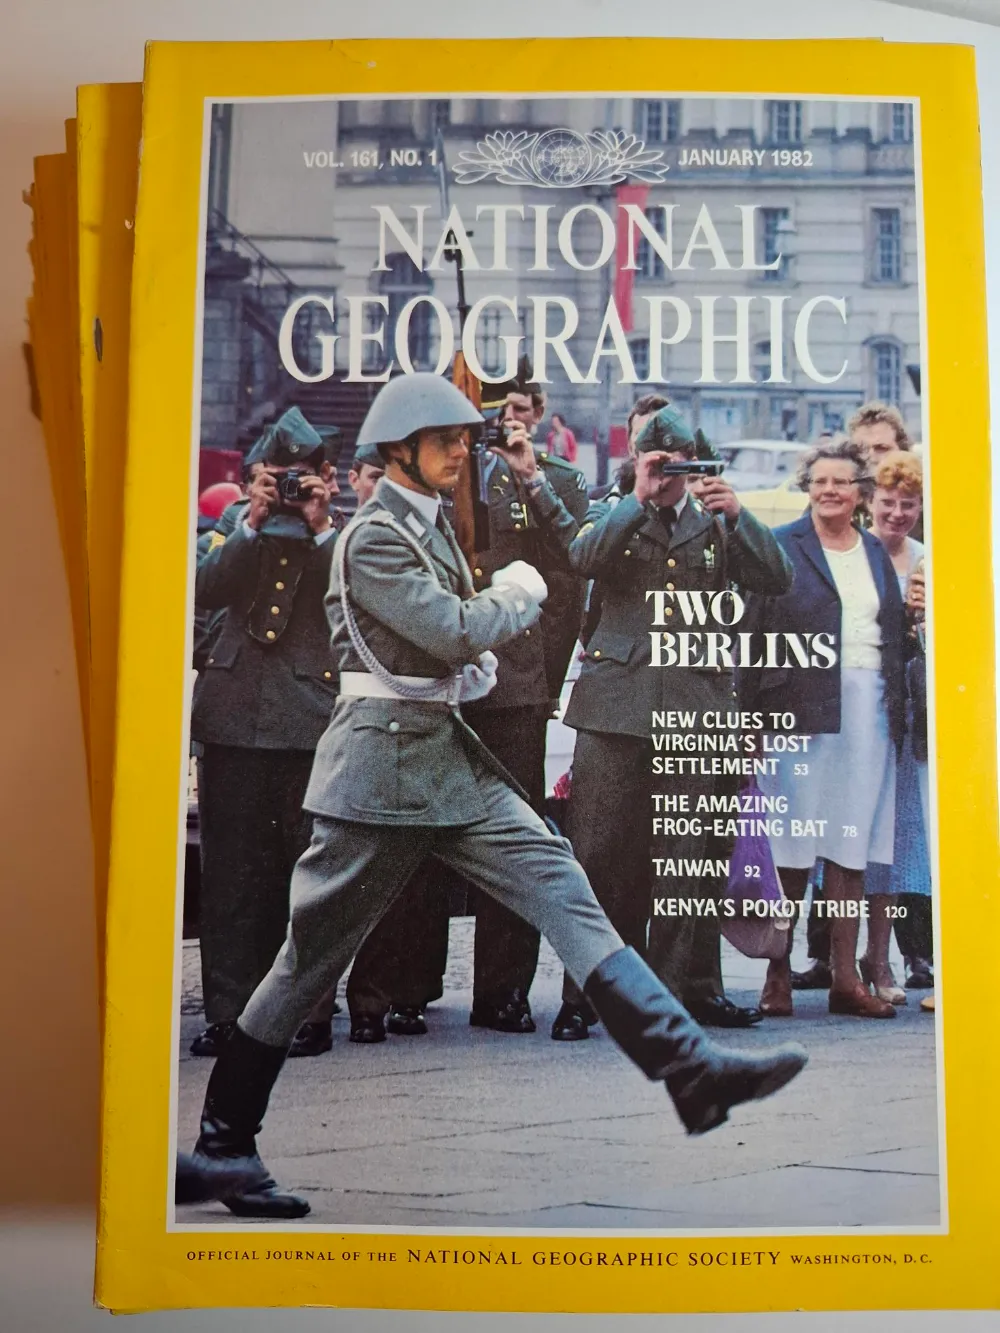 VOL. 161, NO. 1
JANUARY 1982
NATIONAL
GEOGRAPHIC
TWO
BERLINS
NEW CLUES TO
VIRGINIA'S LOST
SETTLEMENT 53
THE AMAZING
FROG-EATING BAT 78
TAIWAN 92
KENYA'S POKOT TRIBE 120
OFFICIAL JOURNAL OF THE NATIONAL GEOGRAPHIC SOCIETY WASHINGTON, D.C.